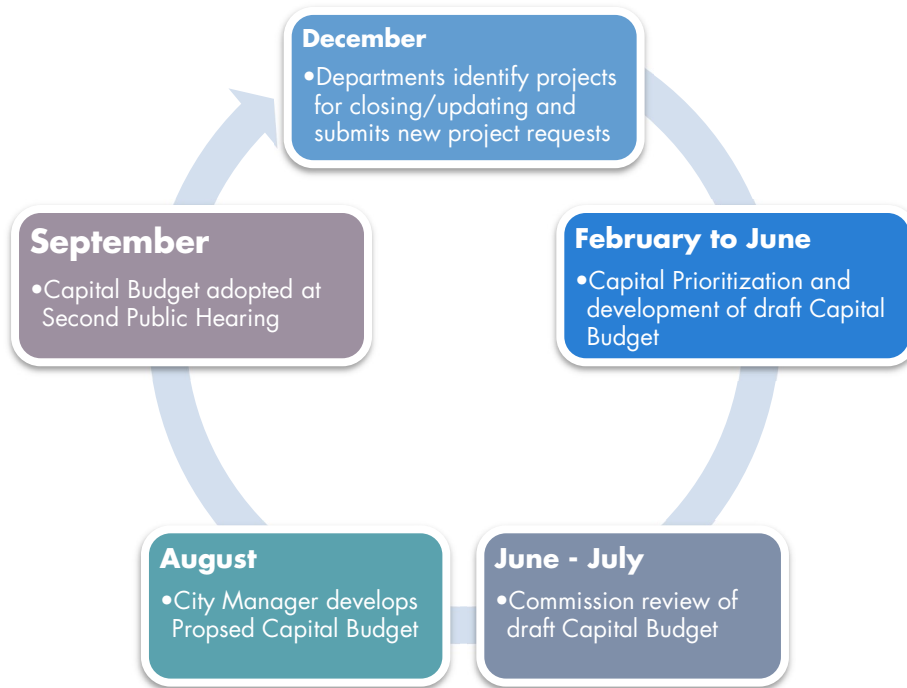 December
•Departments identify projects
for closing/updating and
submits new project requests
February to June
•Capital Prioritization and
development of draft Capital
Budget
June - July
•Commission review of
draft Capital Budget
August
•City Manager develops
Propsed Capital Budget
September
•Capital Budget adopted at
Second Public Hearing